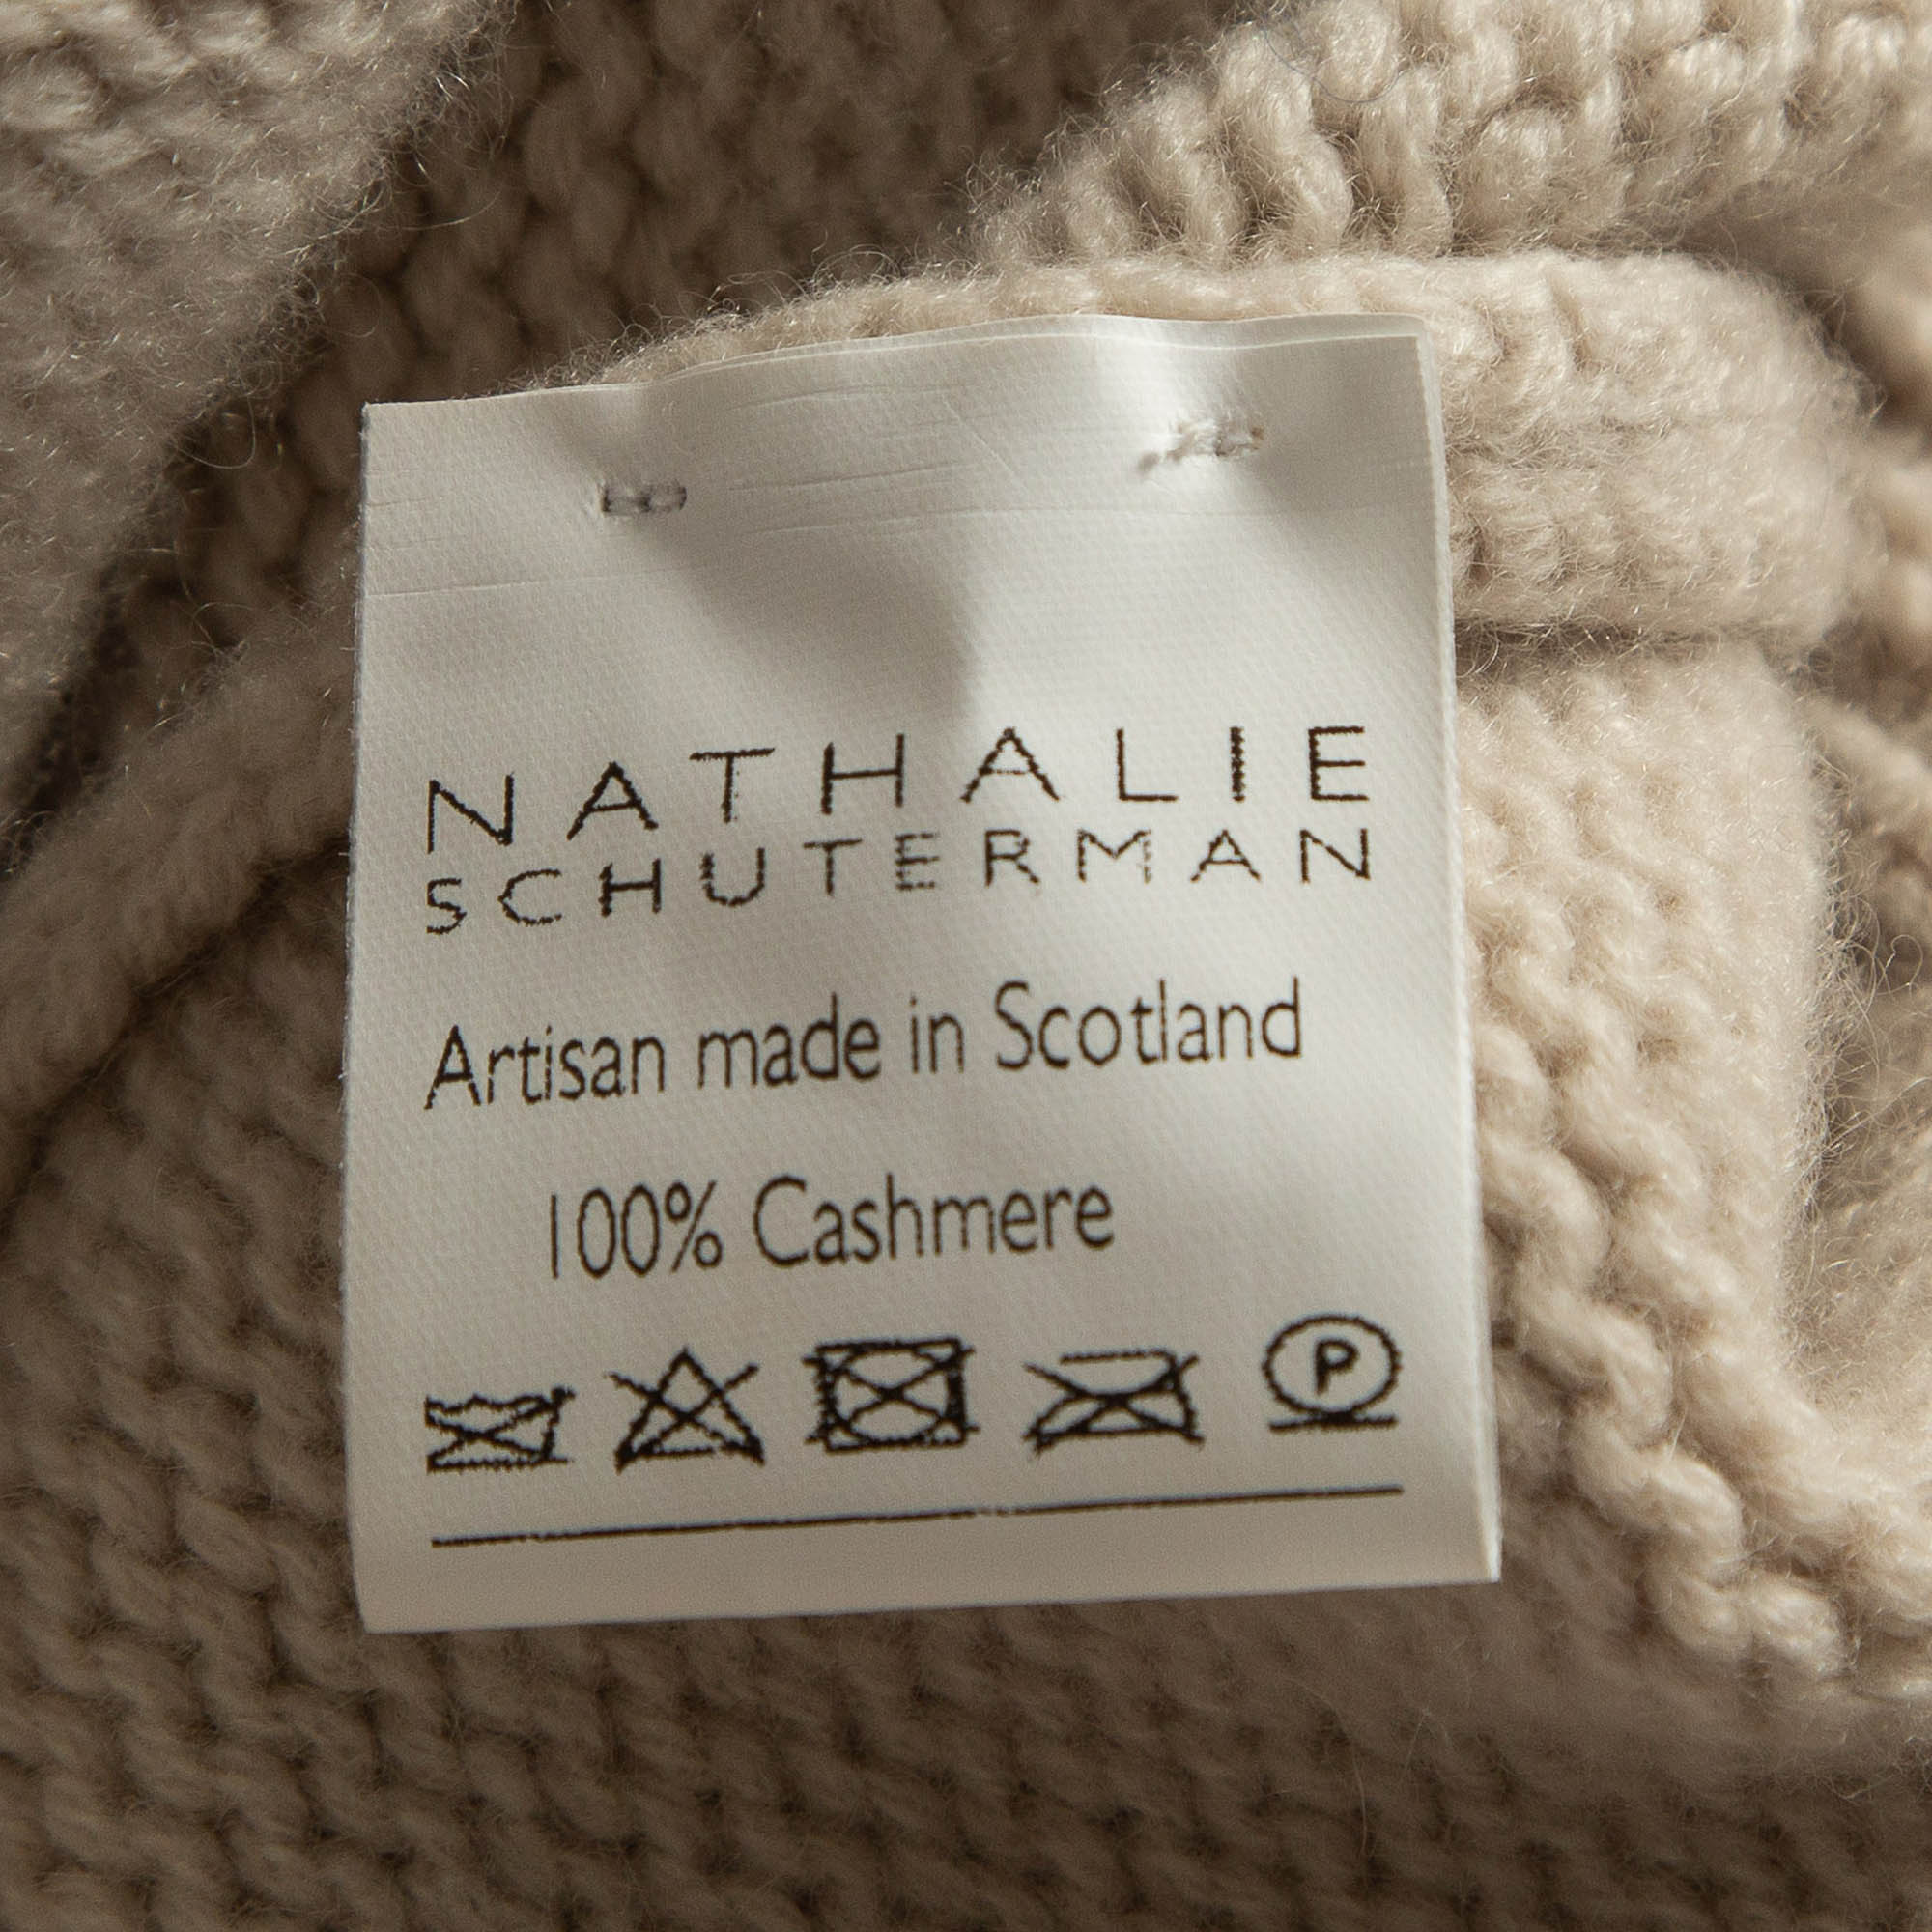 NATHALIE
SCHUTERMAN
Artisan made in Scotland
100% Cashmere
P